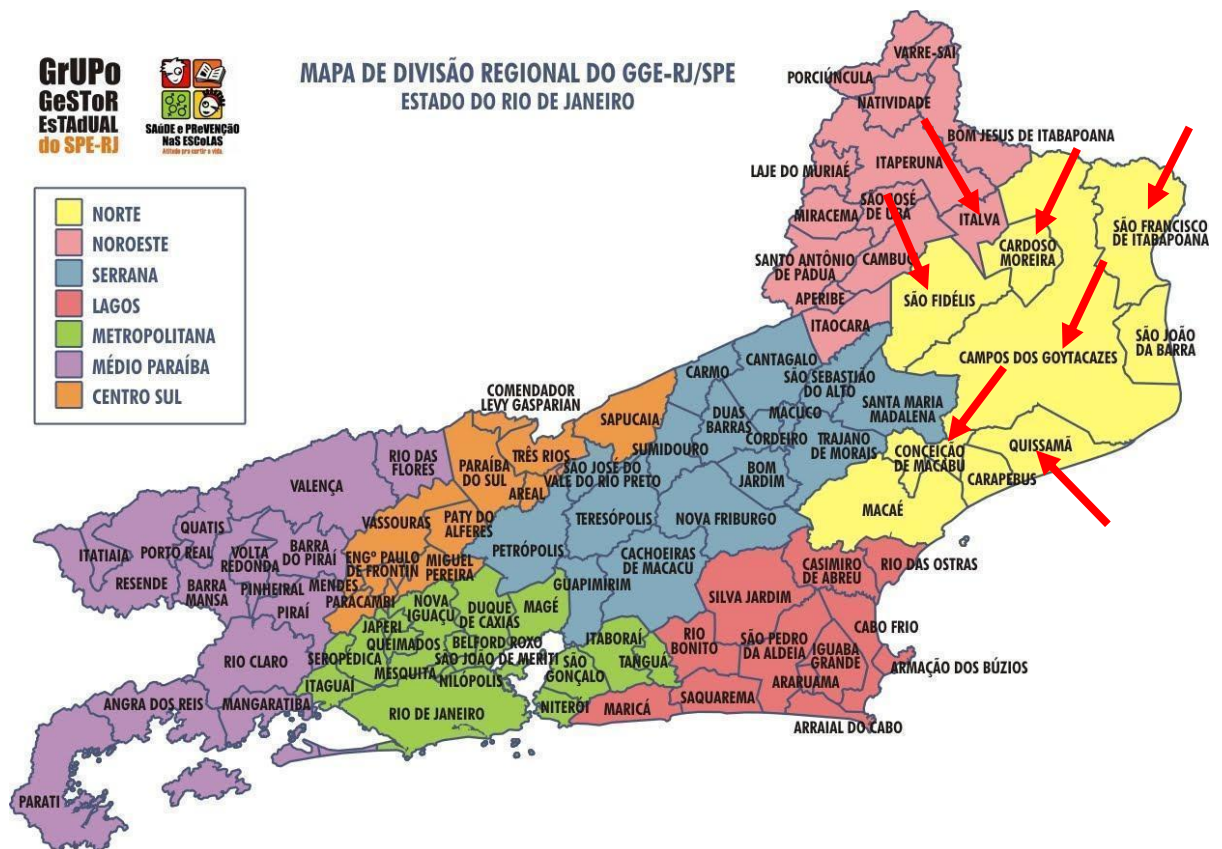 GrUPo
GeSToR
EsTAdUAL
do SPE-RJ
SAúDE e PReVENÇÃO
NaS ESCoLAS
Atitude pra curtir a vida
MAPA DE DIVISÃO REGIONAL DO GGE-RJ/SPE
ESTADO DO RIO DE JANEIRO
NORTE
NOROESTE
SERRANA
LAGOS
METROPOLITANA
MÉDIO PARAÍBA
CENTRO SUL
VARRE-SAI
PORCIÚNCULA
NATIVIDADE
BOM JESUS DE ITABAPOANA
ITAPERUNA
LAJE DO MURIAÉ
SÃO JOSÉ
DE UBÁ
MIRACEMA
ITALVA
SÃO FRANCISCO
DE ITABAPOANA
CARDOSO
MOREIRA
SANTO ANTÔNIO
DE PADUA
CAMBUC
APERIBE
SÃO FIDÉLIS
ITAOCARA
SÃO JOÃO
DA BARRA
CAMPOS DOS GOYTACAZES
CANTAGALO
CARMO
SÃO SEBASTIÃO
DO ALTO
COMENDADOR
LEVY GASPARIAN
SANTA MARIA
MADALENA
SAPUCAIA
DUAS
BARRAS
MACUCO
CORDEIRO
TRAJANO
DE MORAIS
SUMIDOURO
CONCEIÇÃO
DE MACABU
QUISSAMÃ
CARAPEBUS
RIO DAS
FLORES
PARAÍBA
DO SUL
TRÊS RIOS
SÃO JOSE DO
VALE DO RIO PRETO
BOM
JARDIM
AREAL
VALENÇA
MACAÉ
VASSOURAS
PATY DO
ALFERES
TERESÓPOLIS
NOVA FRIBURGO
QUATIS
ITATIAIA
PORTO REAL
VOLTA
REDONDA
BARRA
DO PIRAÍ
ENGº PAULO
DE FRONTIN
MIGUEL
PEREIRA
PETRÓPOLIS
CACHOEIRAS
DE MACACU
CASIMIRO
DE ABREU
RIO DAS OSTRAS
RESENDE
BARRA
MANSA
PINHEIRAL
MENDES
PIRAÍ
PARACAMBI
GUAPIMÍRIM
SILVA JARDIM
NOVA
IGUAÇU
DUQUE
DE CAXIAS
MAGÉ
JAPERI
QUEIMADOS
BELFORD ROXO
ITABORAÍ
RIO
BONITO
SÃO PEDRO
DA ALDEIA
CABO FRIO
IGUABA
GRANDE
SEROPÉDICA
MESQUITA
SÃO JOÃO DE MERITI
SÃO
GONÇALO
TANGUÁ
ARMAÇÃO DOS BÚZIOS
RIO CLARO
NILÓPOLIS
ARARUAMA
ITAGUAÍ
ANGRA DOS REIS
MANGARATIBA
RIO DE JANEIRO
NITERÓI
MARICÁ
SAQUAREMA
ARRAIAL DO CABO
PARATI